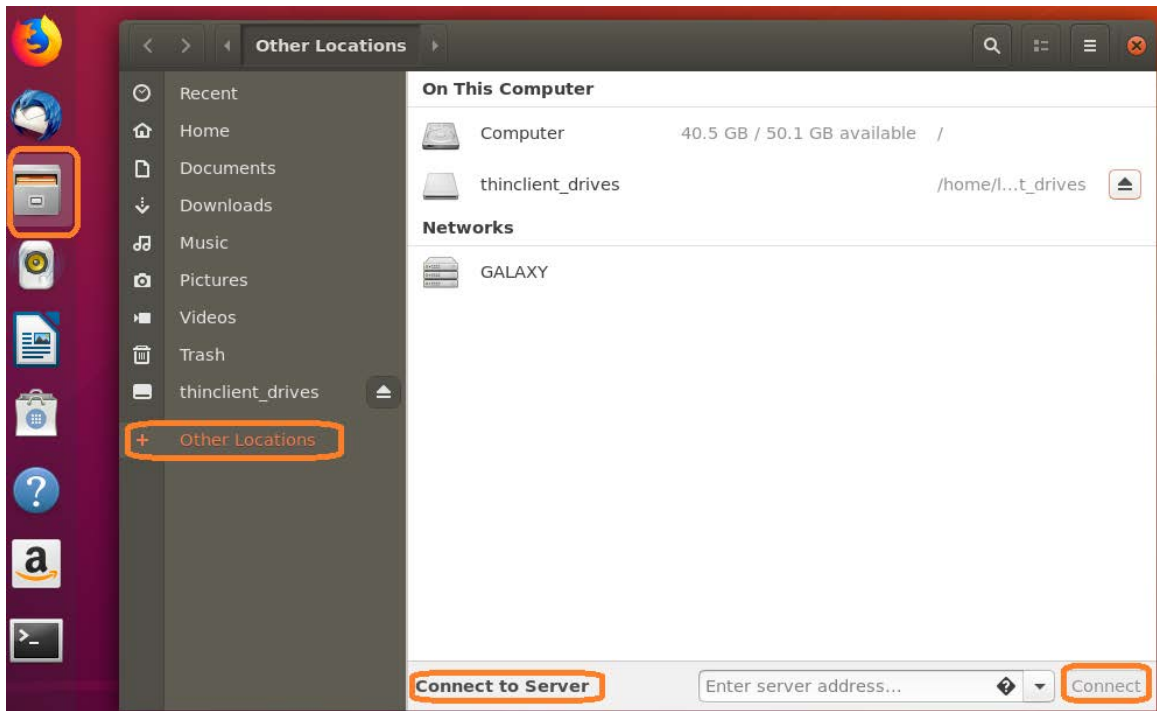 Other Locations
Recent
Home
Documents
Downloads
Music
Pictures
Videos
Trash
thinclient_drives
+ Other Locations
On This Computer
Computer 40.5 GB / 50.1 GB available /
thinclient_drives /home/l...t_drives
Networks
GALAXY
Connect to Server Enter server address... Connect
?
a
>_